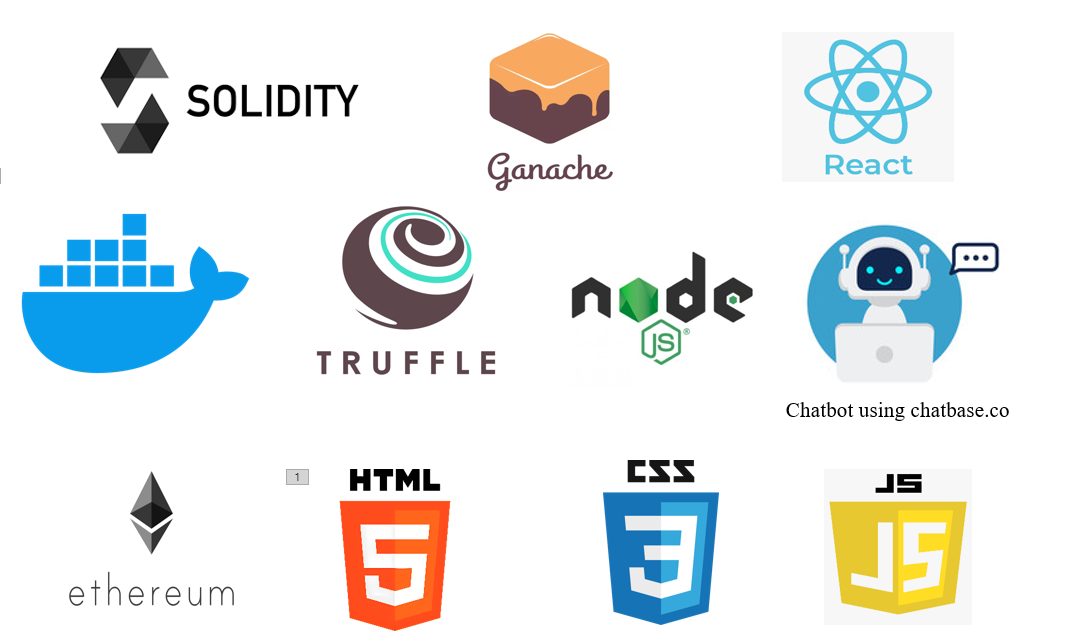 SOLIDITY
Ganache
React
TRUFFLE
node
JS®
Chatbot using chatbase.co
ethereum
1
HTML
5
CSS
3
JS
JS